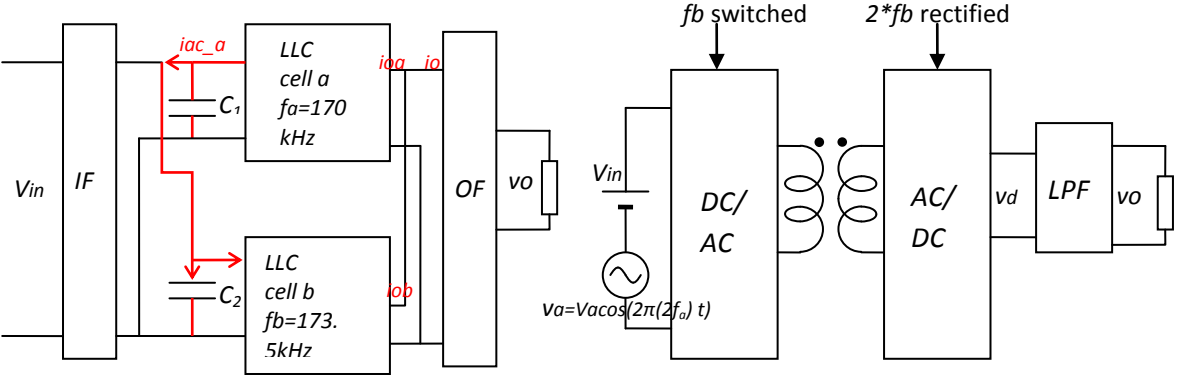 Vin
IF
iac_a
C₁
C₂
LLC
cell a
fa=170
kHz
LLC
cell b
fb=173.
5kHz
ioa
io
iob
OF
vo
fb switched
2*fb rectified
Vin
va=Vacos(2π(2fₐ) t)
DC/
AC
AC/
DC
vd
LPF
vo